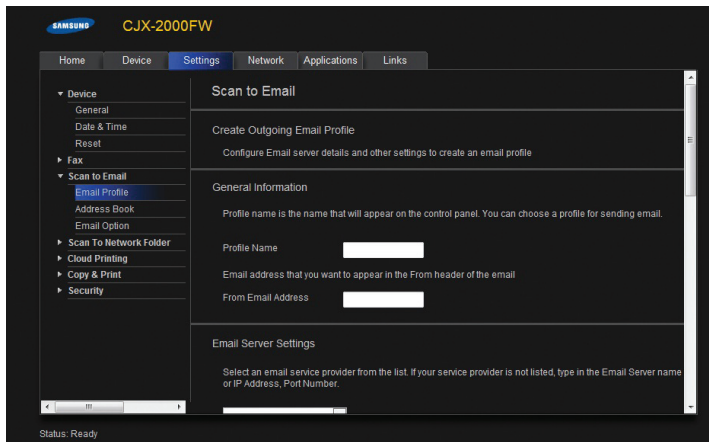 SAMSUNG CJX-2000FW
Home Device Settings Network Applications Links
Device
General
Date & Time
Reset
Fax
Scan to Email
Email Profile
Address Book
Email Option
Scan To Network Folder
Cloud Printing
Copy & Print
Security
Scan to Email
Create Outgoing Email Profile
Configure Email server details and other settings to create an email profile
General Information
Profile name is the name that will appear on the control panel. You can choose a profile for sending email.
Profile Name
Email address that you want to appear in the From header of the email
From Email Address
Email Server Settings
Select an email service provider from the list. If your service provider is not listed, type in the Email Server name
or IP Address, Port Number.
Status: Ready